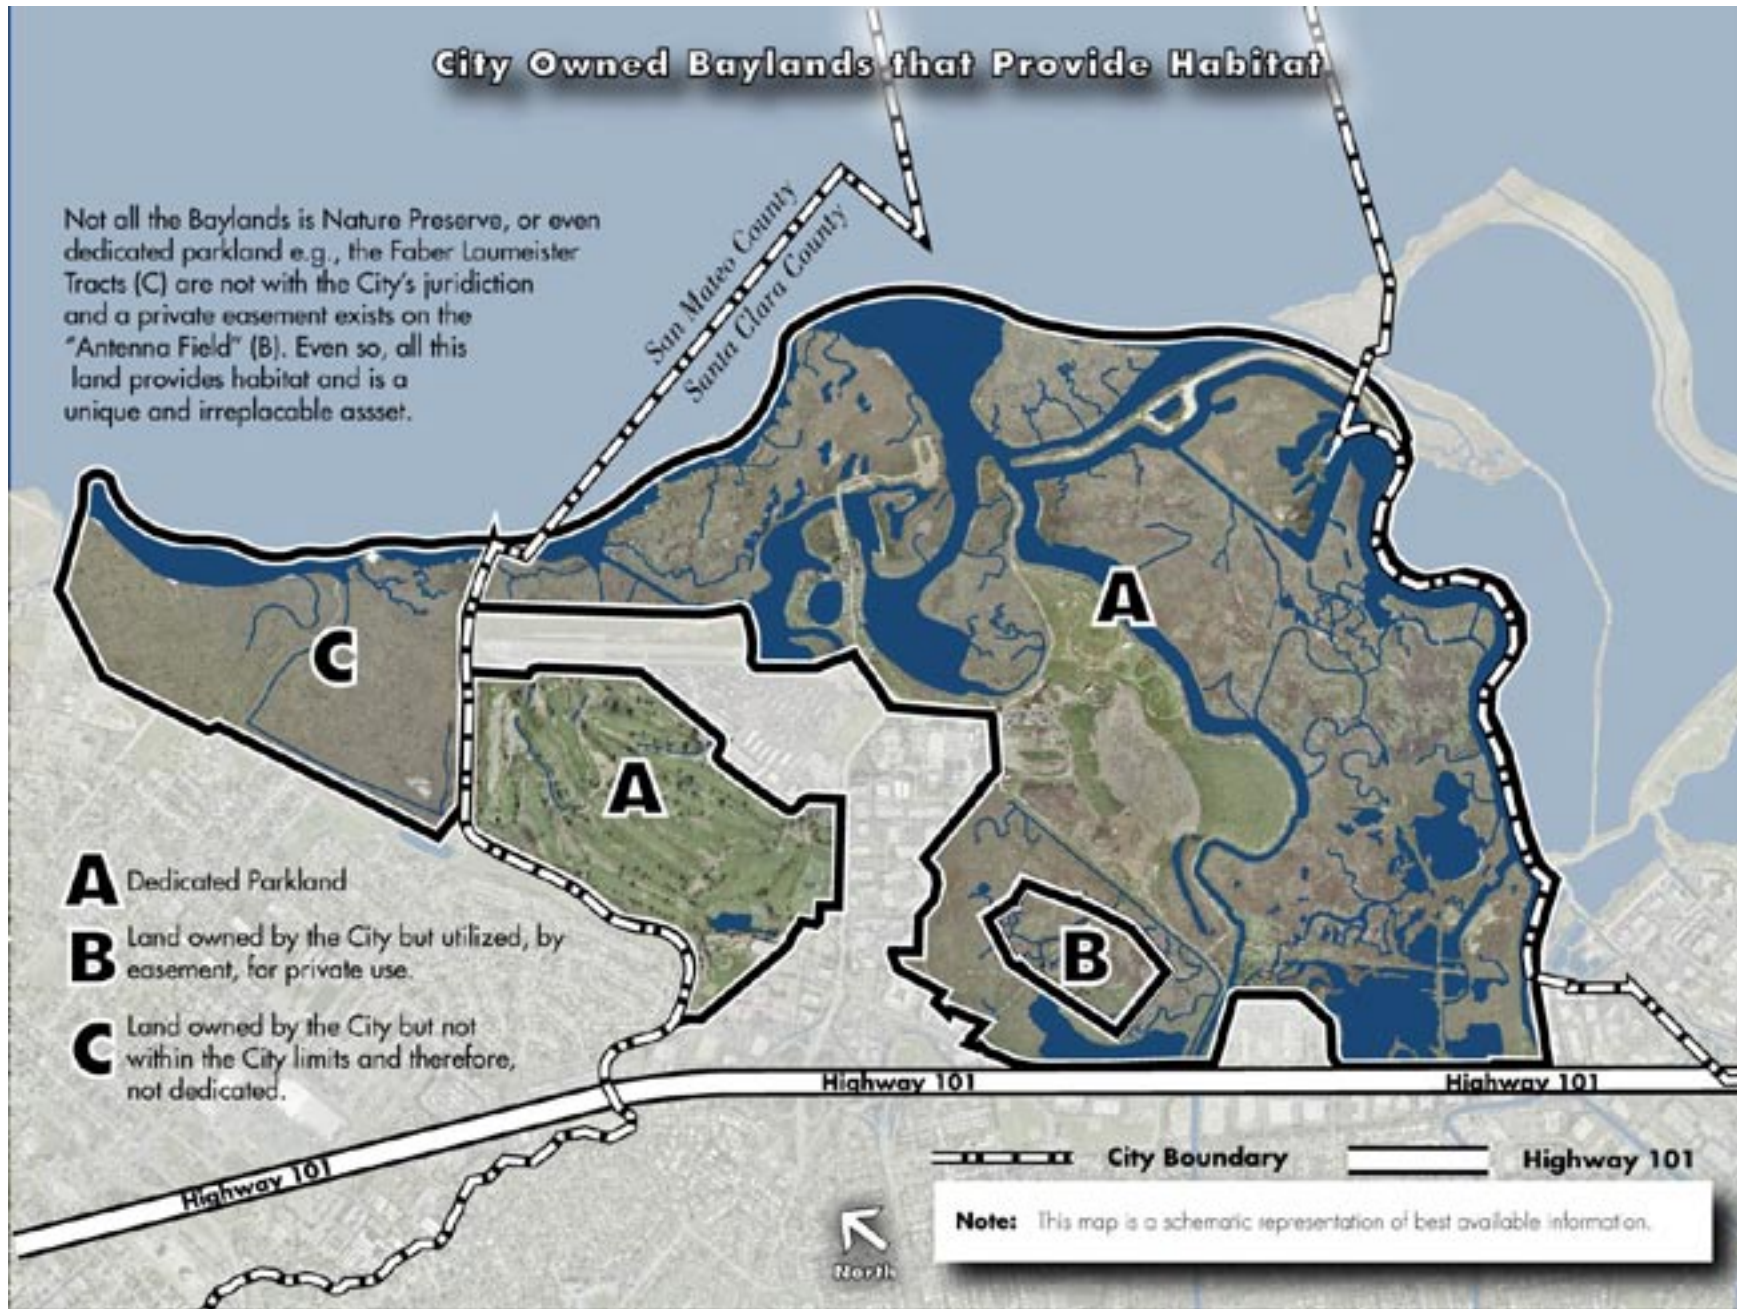 City Owned Baylands that Provide Habitat
Not all the Baylands is Nature Preserve, or even
dedicated parkland e.g., the Faber Laumeister
Tracts (C) are not with the City's juridiction
and a private easement exists on the
"Antenna Field" (B). Even so, all this
land provides habitat and is a
unique and irreplacable assset.
San Mateo County
Santa Clara County
A
C
A
B
A Dedicated Parkland
B Land owned by the City but utilized, by
easement, for private use.
C Land owned by the City but not
within the City limits and therefore,
not dedicated.
Highway 101
Highway 101
Highway 101
City Boundary
Highway 101
Note: This map is a schematic representation of best available information.
North